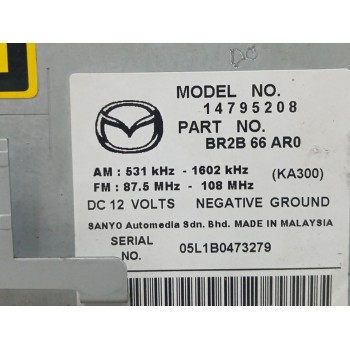 DO
MODEL NO.
14795208
PART NO.
BR2B 66 AR0
AM : 531 kHz - 1602 kHz (KA300)
FM : 87.5 MHz - 108 MHz
DC 12 VOLTS NEGATIVE GROUND
SANYO Automedia Sdn. Bhd. MADE IN MALAYSIA
SERIAL NO. 05L1B0473279